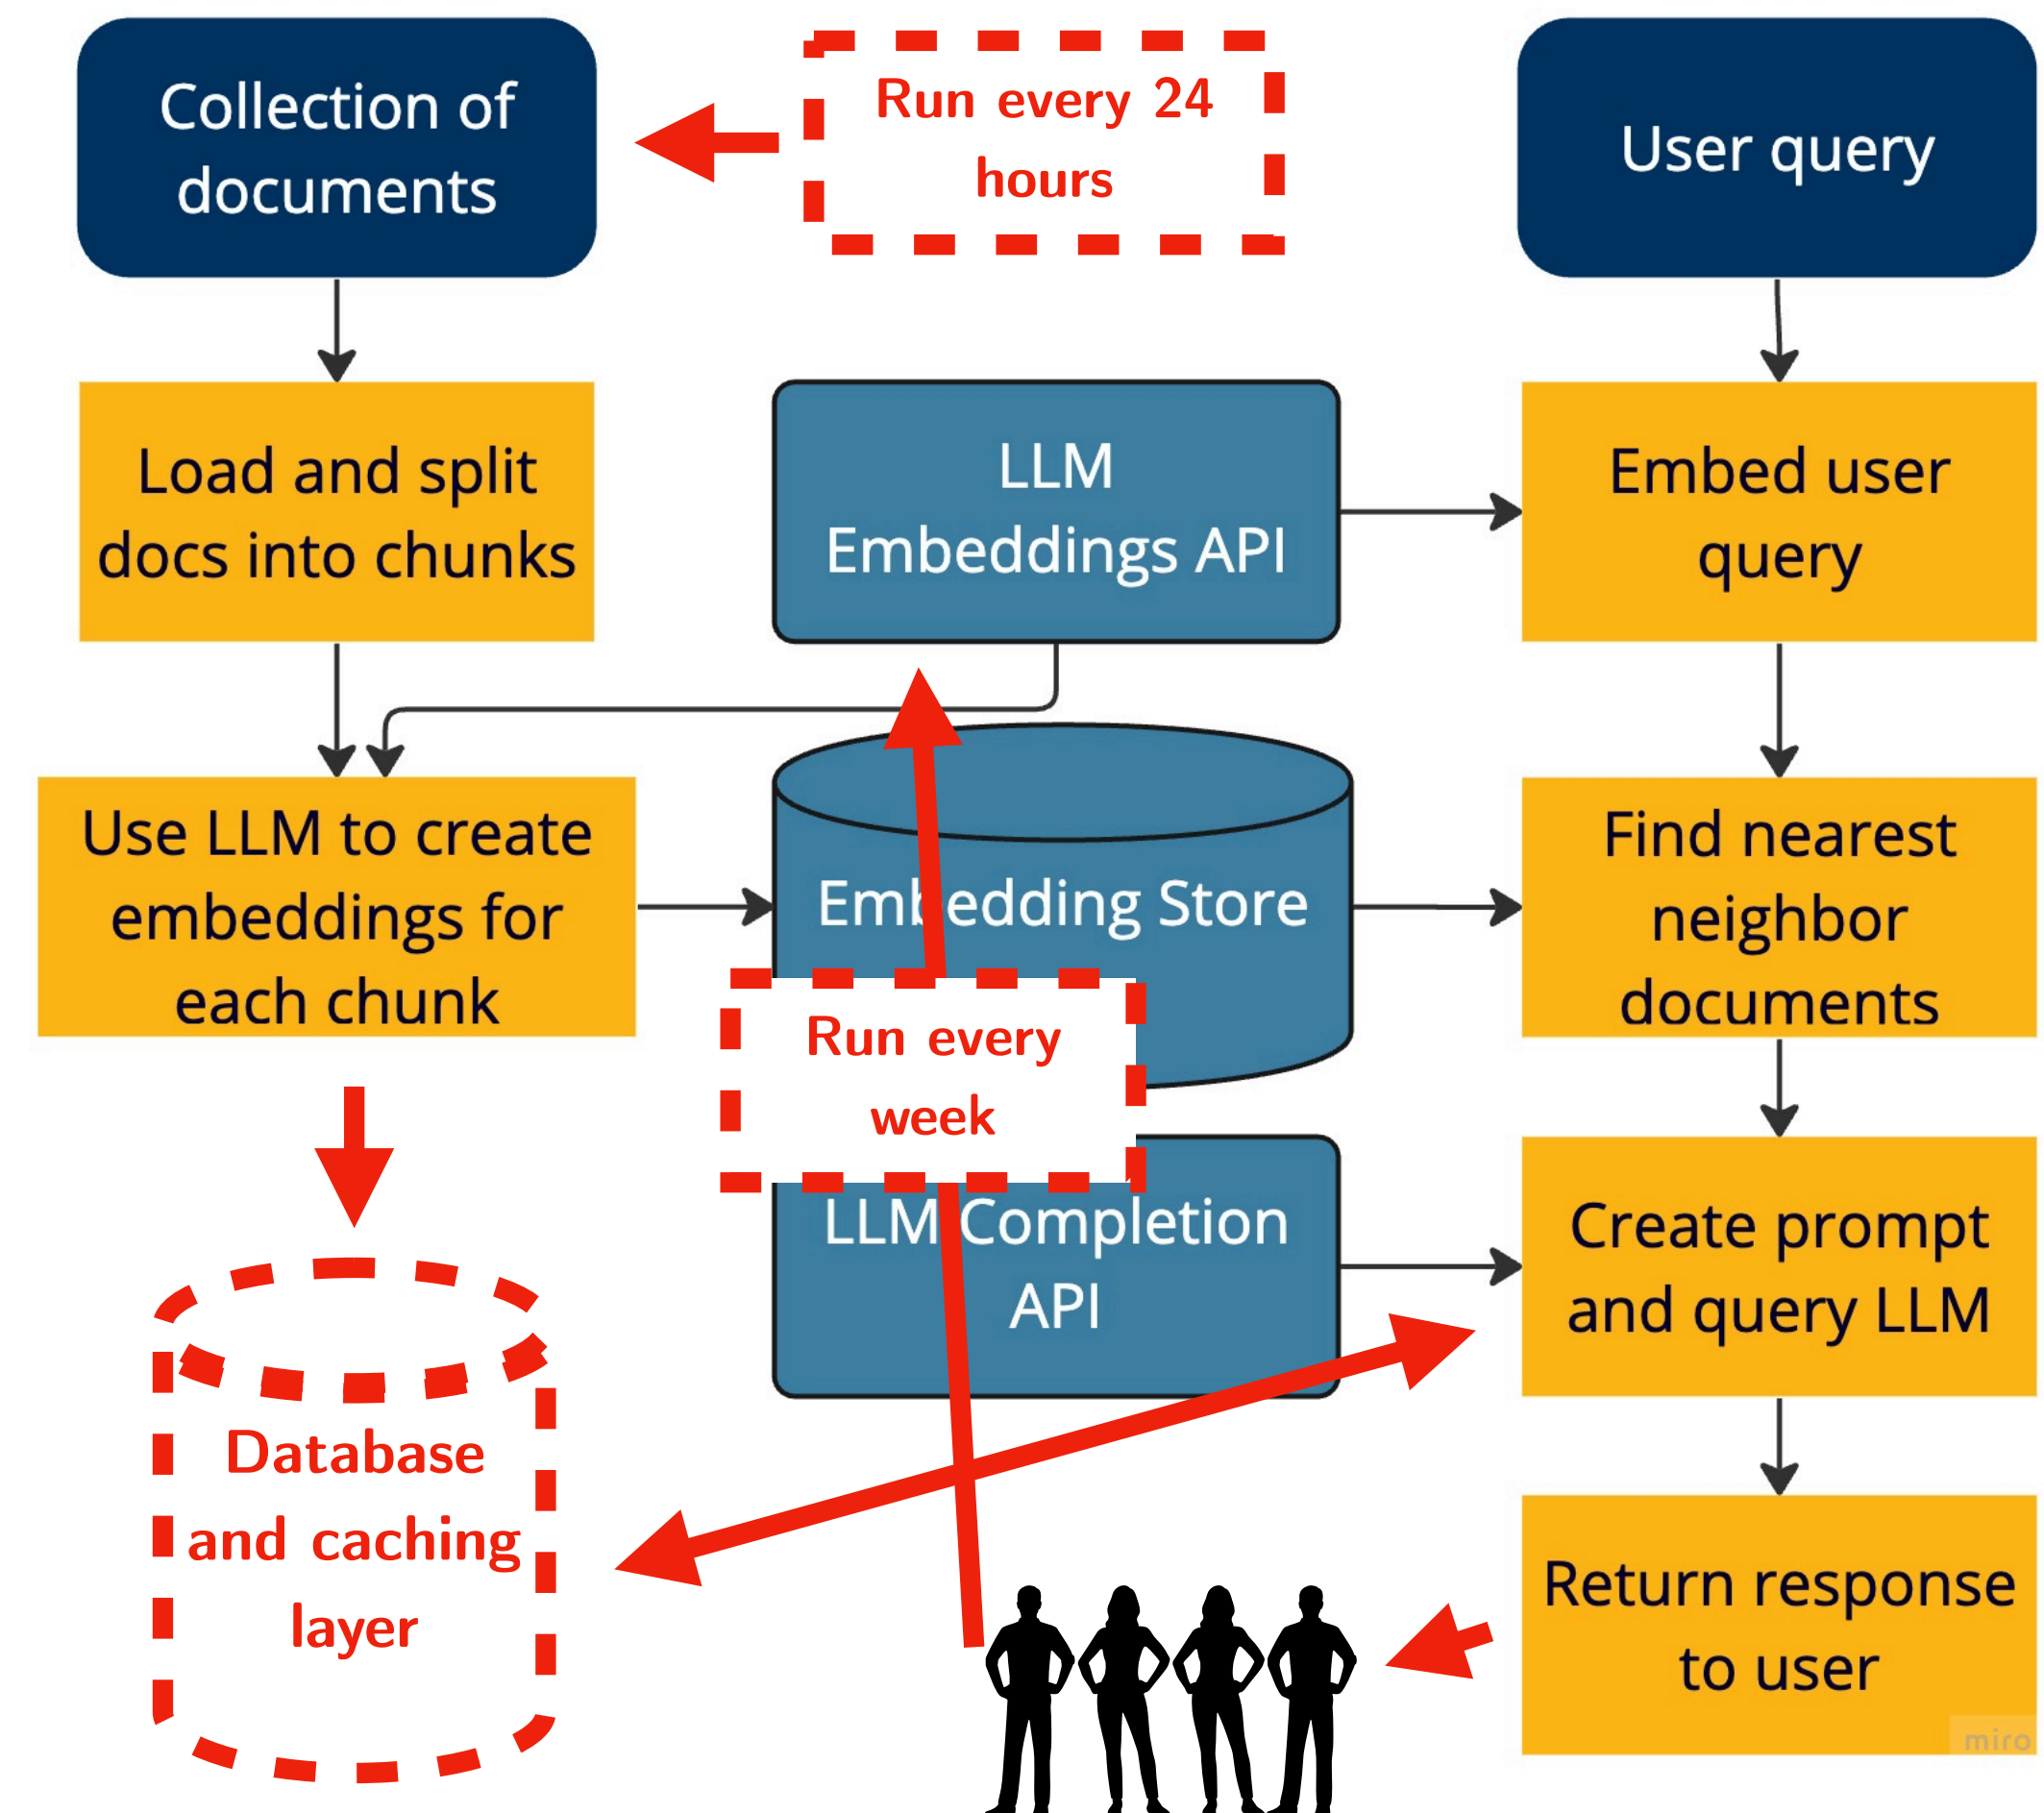 Collection of
documents
Run every 24
hours
User query
Load and split
docs into chunks
LLM
Embeddings API
Embed user
query
Use LLM to create
embeddings for
each chunk
Embedding Store
Find nearest
neighbor
documents
Run every
week
LLM Completion
API
Create prompt
and query LLM
Database
and caching
layer
Return response
to user
miro